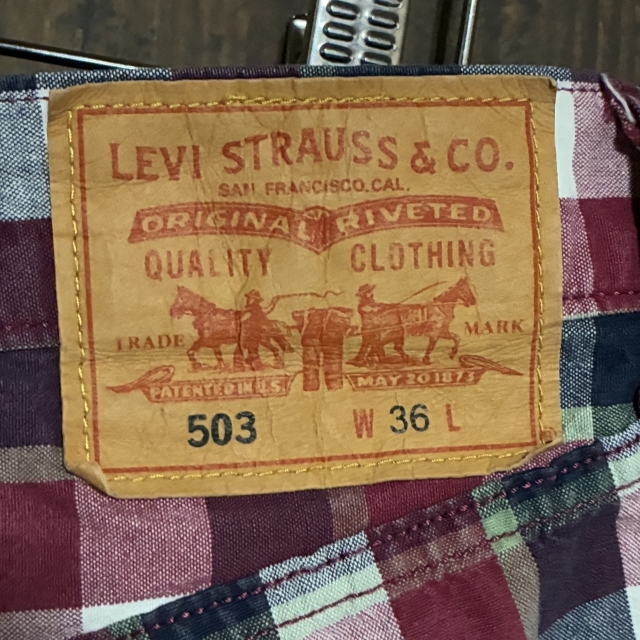 LEVI STRAUSS & CO.
SAN FRANCISCO, CAL.
ORIGINAL RIVETED
QUALITY CLOTHING
TRADE MARK
PATENTED IN U.S. MAY 20 1873
503 W 36 L
®